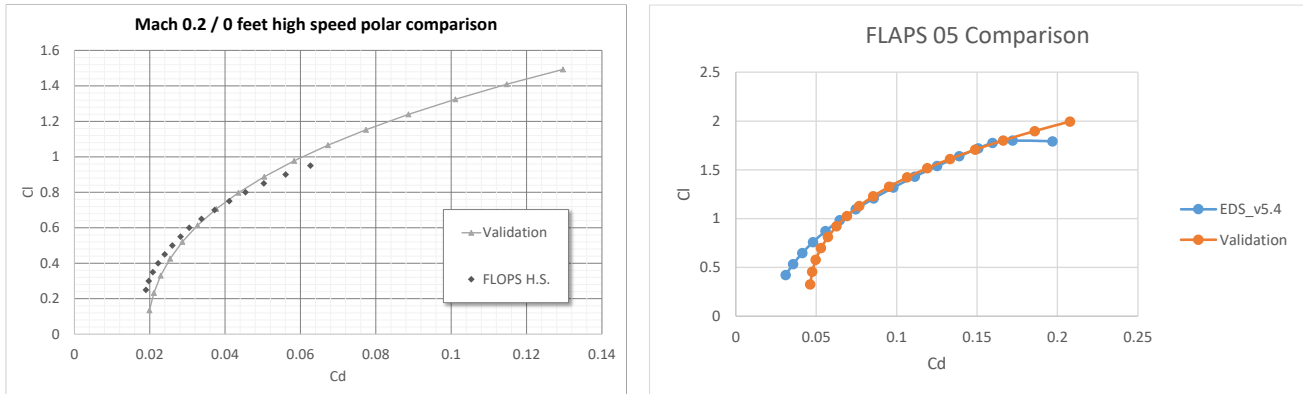 Mach 0.2 / 0 feet high speed polar comparison
1.6
1.4
1.2
1
0.8
0.6
0.4
0.2
0
Cl
0 0.02 0.04 0.06 0.08 0.1 0.12 0.14
Cd
Validation
FLOPS H.S.
FLAPS 05 Comparison
2.5
2
1.5
1
0.5
0
Cl
0 0.05 0.1 0.15 0.2 0.25
Cd
EDS_v5.4
Validation